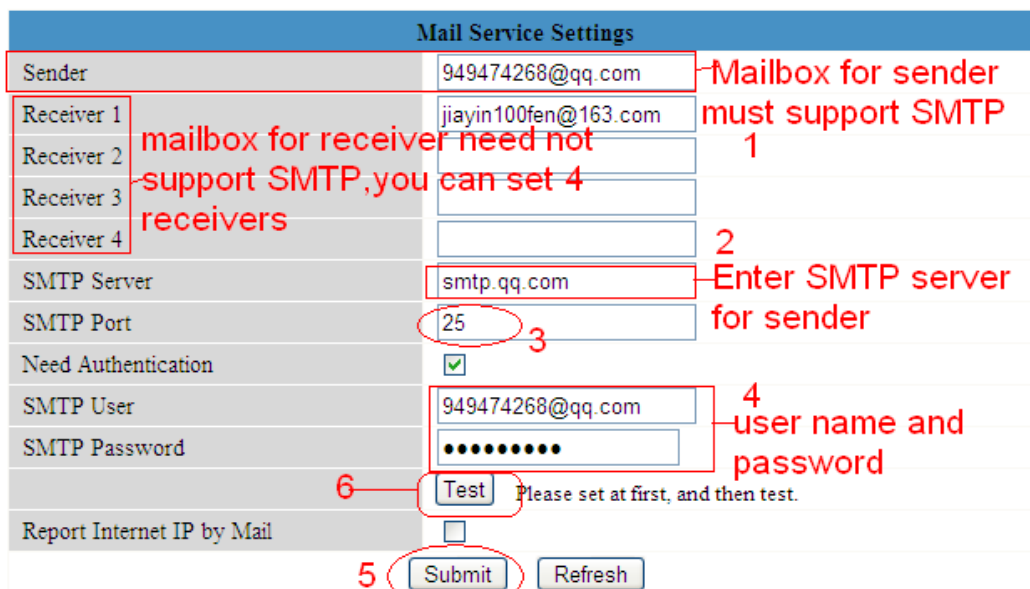 Mail Service Settings
Sender 949474268@qq.com
Mailbox for sender
must support SMTP
1
Receiver 1 jiayin100fen@163.com
Receiver 2
Receiver 3
Receiver 4
mailbox for receiver need not
support SMTP,you can set 4
receivers
2
SMTP Server smtp.qq.com
Enter SMTP server
for sender
SMTP Port 25
3
Need Authentication
SMTP User 949474268@qq.com
SMTP Password ●●●●●●●●●
4
user name and
password
6
Test Please set at first, and then test.
Report Internet IP by Mail
5
Submit Refresh